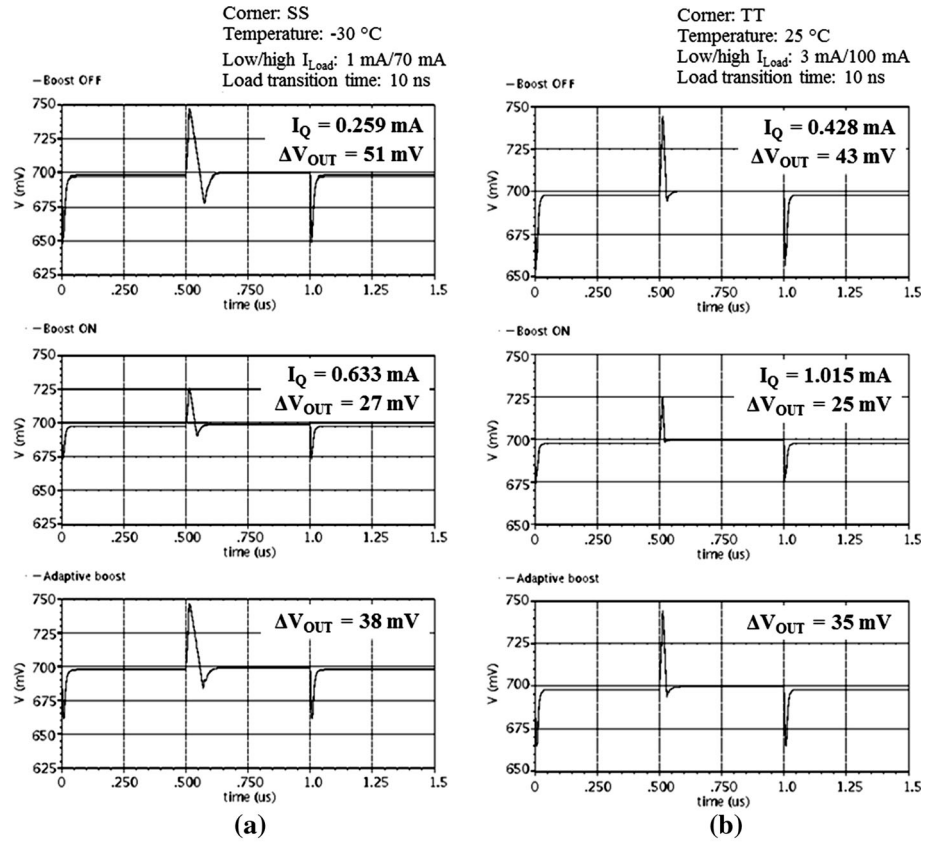 Corner: SS
Temperature: -30 °C
Low/high ILoad: 1 mA/70 mA
Load transition time: 10 ns
—Boost OFF
IQ = 0.259 mA
ΔVOUT = 51 mV
V (mV)
750
725
700
675
650
625
0 .250 .500 .750 1.0 1.25 1.5
time (us)
—Boost ON
IQ = 0.633 mA
ΔVOUT = 27 mV
V (mV)
750
725
700
675
650
625
0 .250 .500 .750 1.0 1.25 1.5
time (us)
—Adaptive boost
ΔVOUT = 38 mV
V (mV)
750
725
700
675
650
625
0 .250 .500 .750 1.0 1.25 1.5
time (us)
(a)
Corner: TT
Temperature: 25 °C
Low/high ILoad: 3 mA/100 mA
Load transition time: 10 ns
—Boost OFF
IQ = 0.428 mA
ΔVOUT = 43 mV
V (mV)
750
725
700
675
650
0 .250 .500 .750 1.0 1.25 1.5
time (us)
—Boost ON
IQ = 1.015 mA
ΔVOUT = 25 mV
V (mV)
750
725
700
675
650
0 .250 .500 .750 1.0 1.25 1.5
time (us)
—Adaptive boost
ΔVOUT = 35 mV
V (mV)
750
725
700
675
650
0 .250 .500 .750 1.0 1.25 1.5
time (us)
(b)